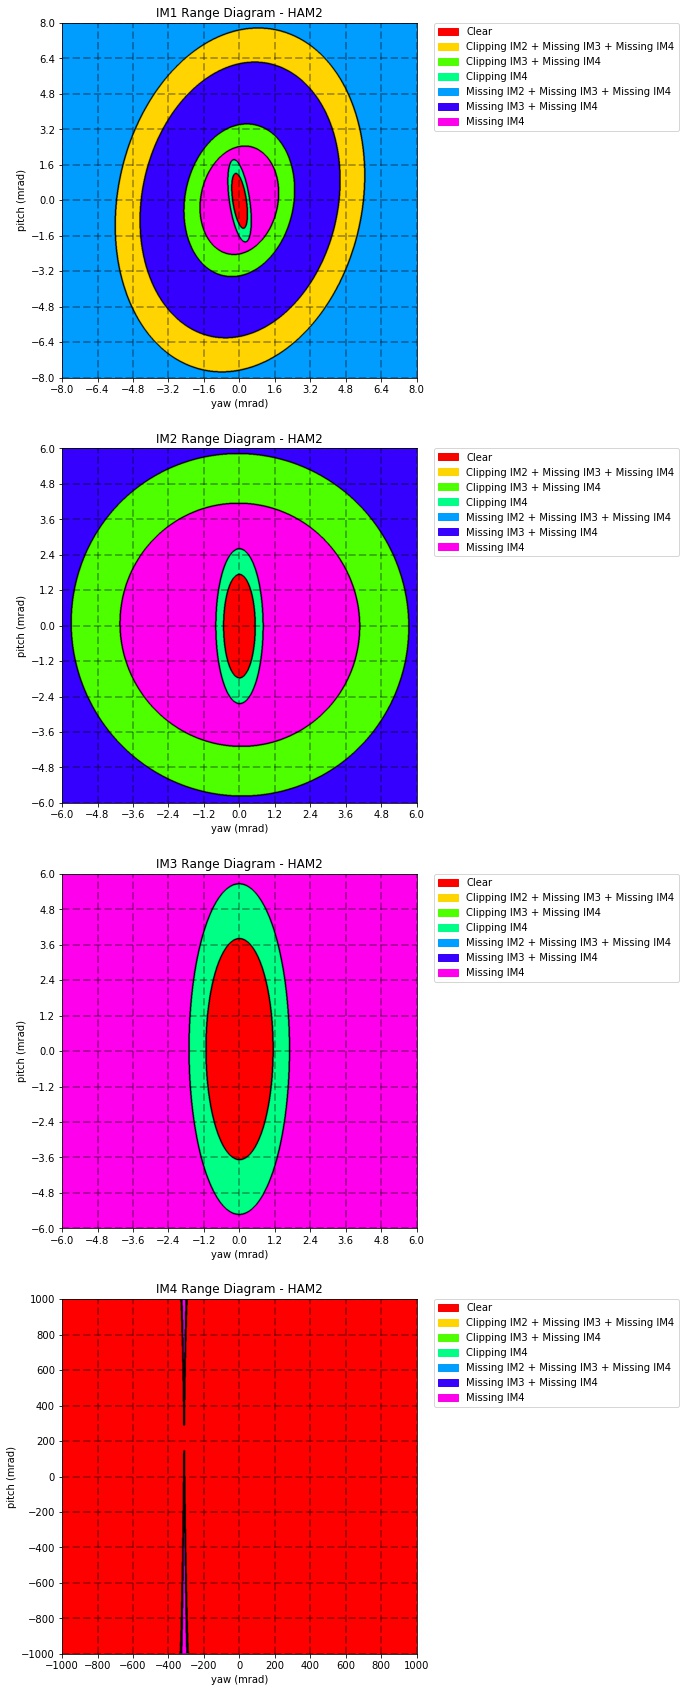 IM1 Range Diagram - HAM2
8.0
6.4
4.8
3.2
1.6
0.0
−1.6
−3.2
−4.8
−6.4
−8.0
pitch (mrad)
−8.0 −6.4 −4.8 −3.2 −1.6 0.0 1.6 3.2 4.8 6.4 8.0
yaw (mrad)
Clear
Clipping IM2 + Missing IM3 + Missing IM4
Clipping IM3 + Missing IM4
Clipping IM4
Missing IM2 + Missing IM3 + Missing IM4
Missing IM3 + Missing IM4
Missing IM4
IM2 Range Diagram - HAM2
6.0
4.8
3.6
2.4
1.2
0.0
−1.2
−2.4
−3.6
−4.8
−6.0
pitch (mrad)
−6.0 −4.8 −3.6 −2.4 −1.2 0.0 1.2 2.4 3.6 4.8 6.0
yaw (mrad)
Clear
Clipping IM2 + Missing IM3 + Missing IM4
Clipping IM3 + Missing IM4
Clipping IM4
Missing IM2 + Missing IM3 + Missing IM4
Missing IM3 + Missing IM4
Missing IM4
IM3 Range Diagram - HAM2
6.0
4.8
3.6
2.4
1.2
0.0
−1.2
−2.4
−3.6
−4.8
−6.0
pitch (mrad)
−6.0 −4.8 −3.6 −2.4 −1.2 0.0 1.2 2.4 3.6 4.8 6.0
yaw (mrad)
Clear
Clipping IM2 + Missing IM3 + Missing IM4
Clipping IM3 + Missing IM4
Clipping IM4
Missing IM2 + Missing IM3 + Missing IM4
Missing IM3 + Missing IM4
Missing IM4
IM4 Range Diagram - HAM2
1000
800
600
400
200
0
−200
−400
−600
−800
−1000
pitch (mrad)
−1000 −800 −600 −400 −200 0 200 400 600 800 1000
yaw (mrad)
Clear
Clipping IM2 + Missing IM3 + Missing IM4
Clipping IM3 + Missing IM4
Clipping IM4
Missing IM2 + Missing IM3 + Missing IM4
Missing IM3 + Missing IM4
Missing IM4